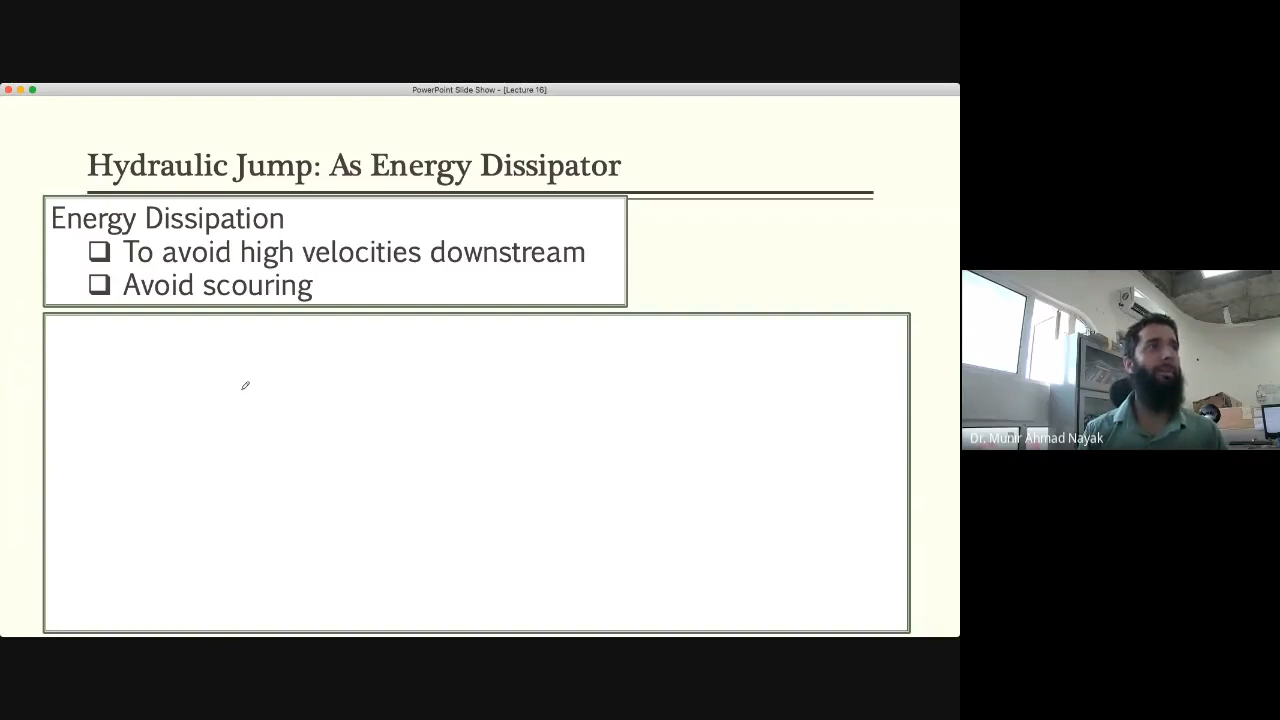 PowerPoint Slide Show - [Lecture 16]
Hydraulic Jump: As Energy Dissipator
Energy Dissipation
❑ To avoid high velocities downstream
❑ Avoid scouring
Dr. Munir Ahmad Nayak